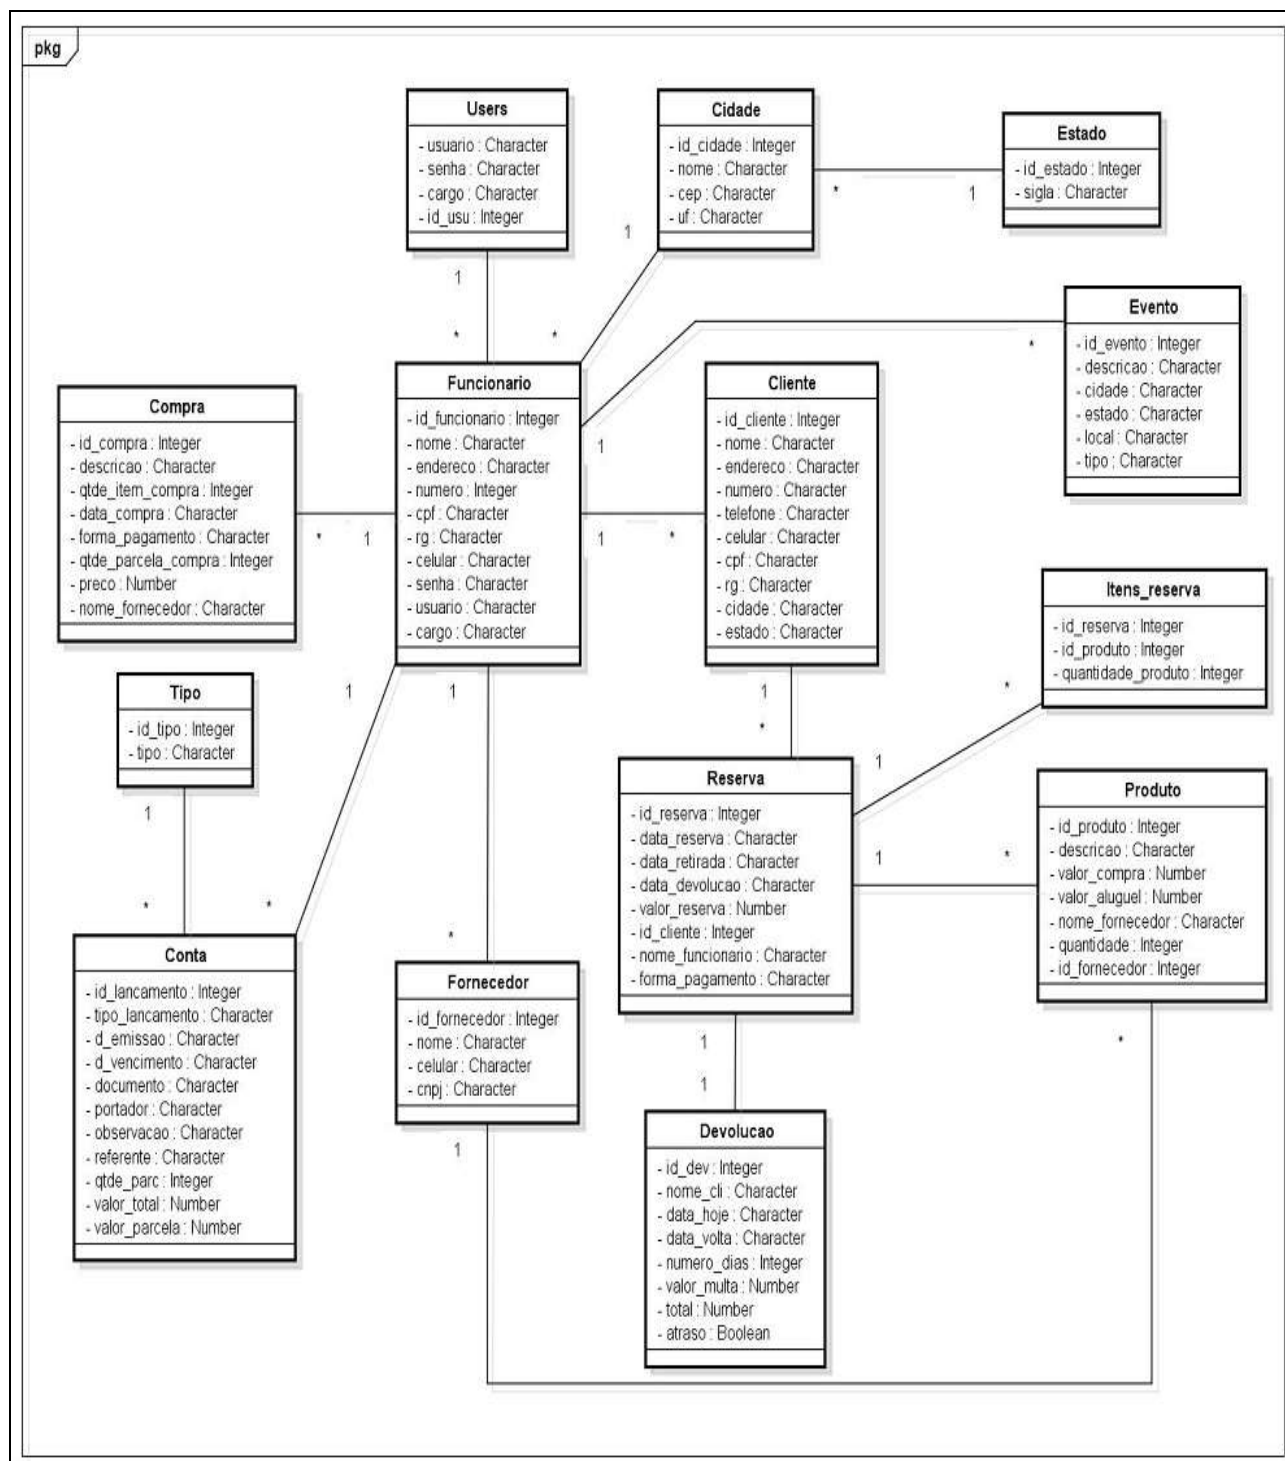 pkg
Users
- usuario : Character
- senha : Character
- cargo : Character
- id_usu : Integer
Cidade
- id_cidade : Integer
- nome : Character
- cep : Character
- uf : Character
Estado
- id_estado : Integer
- sigla : Character
*
1
1
1
*
*
Evento
- id_evento : Integer
- descricao : Character
- cidade : Character
- estado : Character
- local : Character
- tipo : Character
*
1
Compra
- id_compra : Integer
- descricao : Character
- qtde_item_compra : Integer
- data_compra : Character
- forma_pagamento : Character
- qtde_parcela_compra : Integer
- preco : Number
- nome_fornecedor : Character
*
1
Funcionario
- id_funcionario : Integer
- nome : Character
- endereco : Character
- numero : Integer
- cpf : Character
- rg : Character
- celular : Character
- senha : Character
- usuario : Character
- cargo : Character
1
*
Cliente
- id_cliente : Integer
- nome : Character
- endereco : Character
- numero : Character
- telefone : Character
- celular : Character
- cpf : Character
- rg : Character
- cidade : Character
- estado : Character
Itens_reserva
- id_reserva : Integer
- id_produto : Integer
- quantidade_produto : Integer
1
1
1
*
*
1
Tipo
- id_tipo : Integer
- tipo : Character
1
*
*
Reserva
- id_reserva : Integer
- data_reserva : Character
- data_retirada : Character
- data_devolucao : Character
- valor_reserva : Number
- id_cliente : Integer
- nome_funcionario : Character
- forma_pagamento : Character
1
*
Produto
- id_produto : Integer
- descricao : Character
- valor_compra : Number
- valor_aluguel : Number
- nome_fornecedor : Character
- quantidade : Integer
- id_fornecedor : Integer
*
Conta
- id_lancamento : Integer
- tipo_lancamento : Character
- d_emissao : Character
- d_vencimento : Character
- documento : Character
- portador : Character
- observacao : Character
- referente : Character
- qtde_parc : Integer
- valor_total : Number
- valor_parcela : Number
*
Fornecedor
- id_fornecedor : Integer
- nome : Character
- celular : Character
- cnpj : Character
1
1
1
Devolucao
- id_dev : Integer
- nome_cli : Character
- data_hoje : Character
- data_volta : Character
- numero_dias : Integer
- valor_multa : Number
- total : Number
- atraso : Boolean